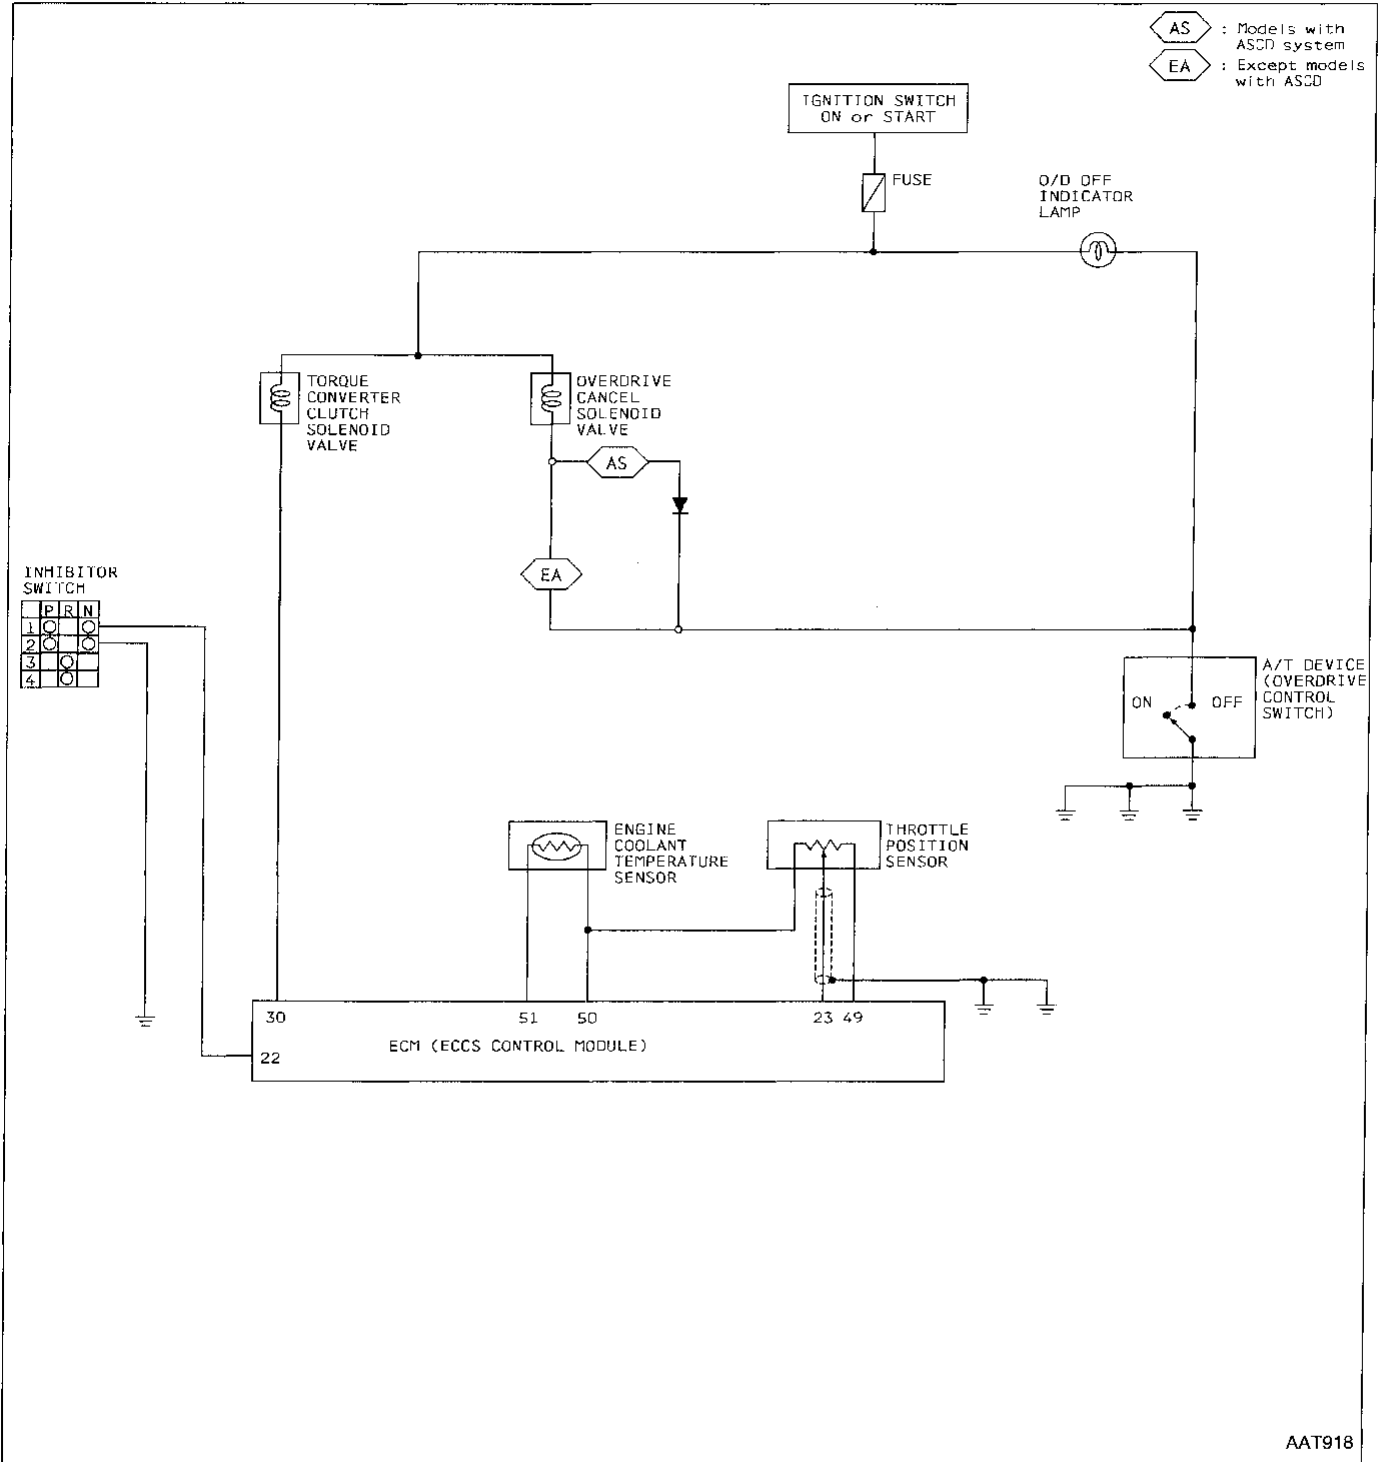 AS : Models with
ASCD system
EA : Except models
with ASCD
IGNITION SWITCH
ON or START
FUSE
O/D OFF
INDICATOR
LAMP
TORQUE
CONVERTER
CLUTCH
SOLENOID
VALVE
OVERDRIVE
CANCEL
SOLENOID
VALVE
AS
EA
INHIBITOR
SWITCH
P R N
1
2
3
4
A/T DEVICE
(OVERDRIVE
CONTROL
SWITCH)
ON OFF
ENGINE
COOLANT
TEMPERATURE
SENSOR
THROTTLE
POSITION
SENSOR
30 51 50 23 49
ECM (ECCS CONTROL MODULE)
22
AAT918